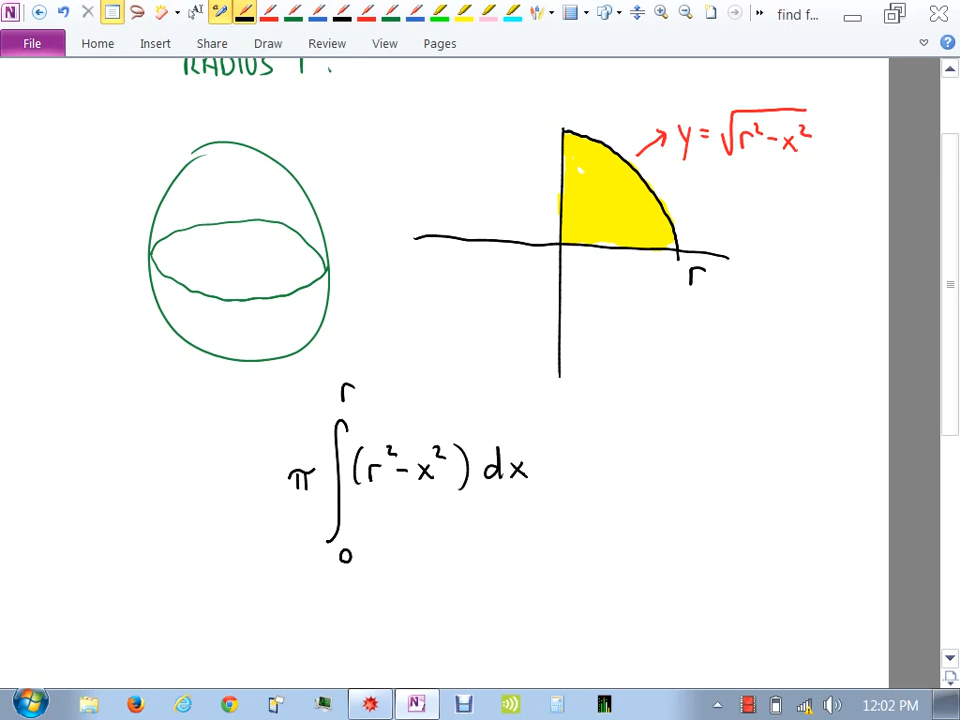 find f...
File Home Insert Share Draw Review View Pages
RADIUS r.
y = √(r² - x²)
r
r
π ∫ (r² - x²) dx
0
12:02 PM